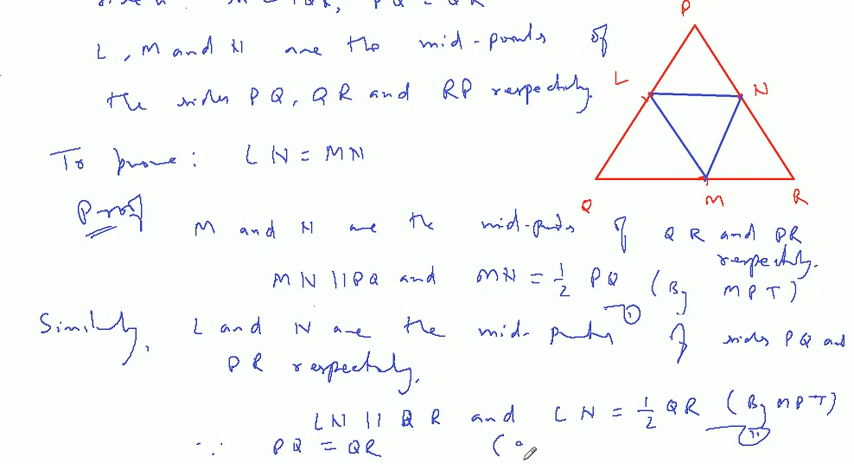 PQ = QR
L, M and N are the mid-points of
the sides PQ, QR and RP respectively.
To prove: LN = MN
Proof
M and N are the mid-points of QR and PR respectively.
MN || PQ and MN = 1/2 PQ (By MPT)
(i)
Similarly, L and N are the mid-points of sides PQ and
PR respectively.
LN || QR and LN = 1/2 QR (By MPT)
(ii)
∵ PQ = QR (
P
L
N
Q
M
R